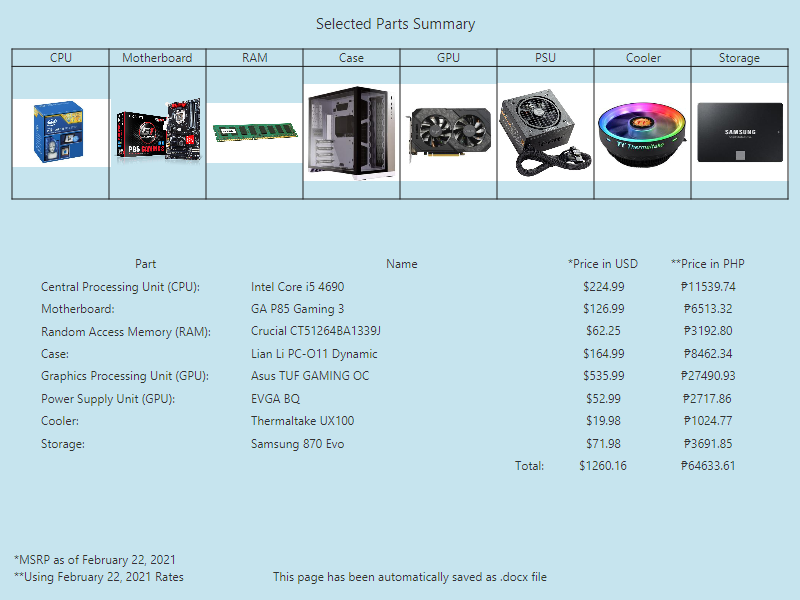 Selected Parts Summary
CPU Motherboard RAM Case GPU PSU Cooler Storage
SAMSUNG
Thermaltake
Part Name *Price in USD **Price in PHP
Central Processing Unit (CPU): Intel Core i5 4690 $224.99 ₱11539.74
Motherboard: GA P85 Gaming 3 $126.99 ₱6513.32
Random Access Memory (RAM): Crucial CT51264BA1339J $62.25 ₱3192.80
Case: Lian Li PC-O11 Dynamic $164.99 ₱8462.34
Graphics Processing Unit (GPU): Asus TUF GAMING OC $535.99 ₱27490.93
Power Supply Unit (GPU): EVGA BQ $52.99 ₱2717.86
Cooler: Thermaltake UX100 $19.98 ₱1024.77
Storage: Samsung 870 Evo $71.98 ₱3691.85
Total: $1260.16 ₱64633.61
*MSRP as of February 22, 2021
**Using February 22, 2021 Rates This page has been automatically saved as .docx file